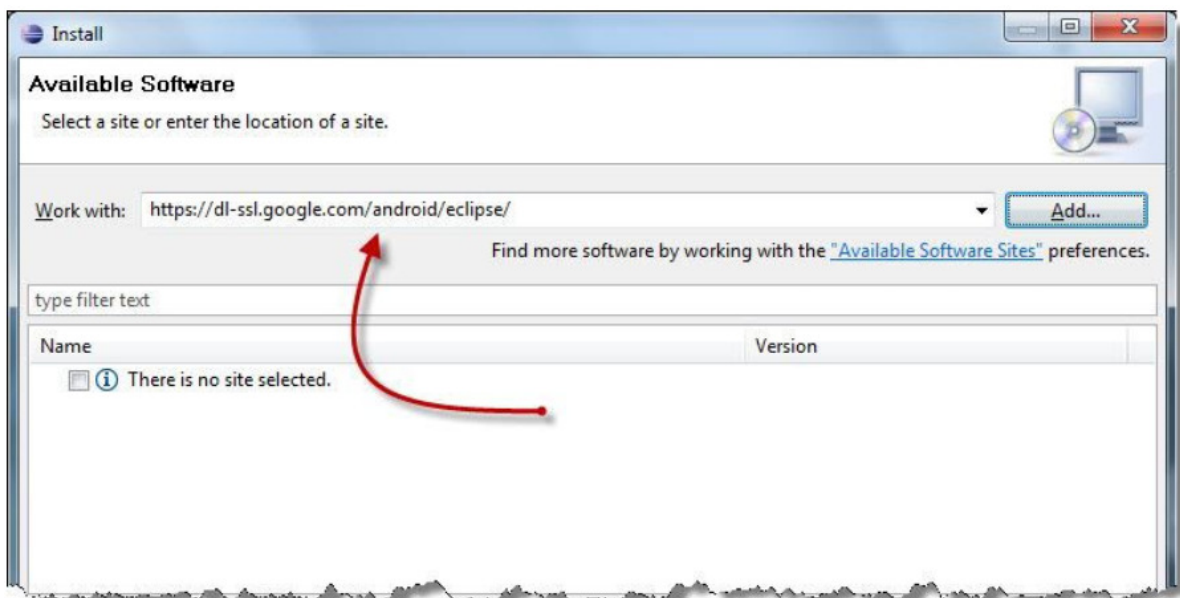 Install
Available Software
Select a site or enter the location of a site.
Work with: https://dl-ssl.google.com/android/eclipse/ Add...
Find more software by working with the "Available Software Sites" preferences.
type filter text
Name Version
There is no site selected.